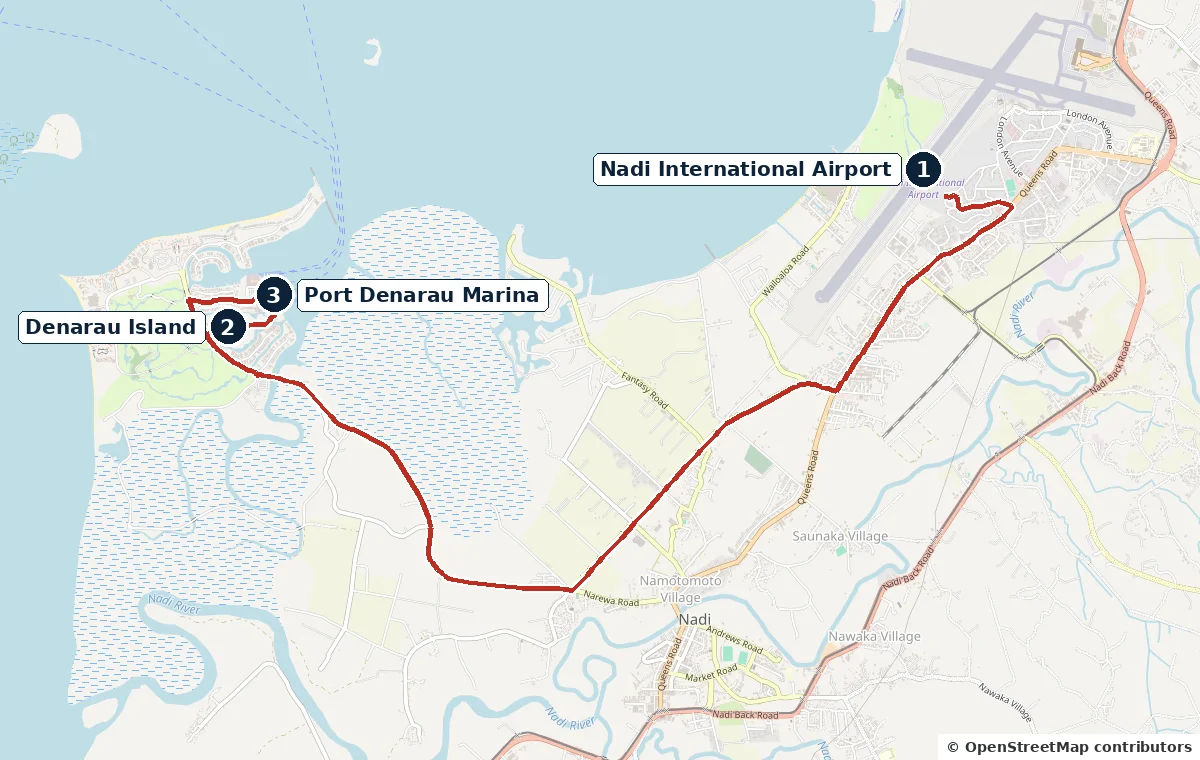 Queens Road
London Avenue
London Avenue
Queens Road
Nadi International Airport
1
Airport
Wailoaloa Road
Nadi River
3
Port Denarau Marina
Denarau Island
2
Nadi Back Road
Fantasy Road
Queens Road
Saunaka Village
Nadi Back Road
Namotomoto
Village
Narewa Road
Nadi River
Nadi
Andrews Road
Nawaka Village
Queens Road
Market Road
Nawaka Village
Nadi River
Nadi Back Road
© OpenStreetMap contributors